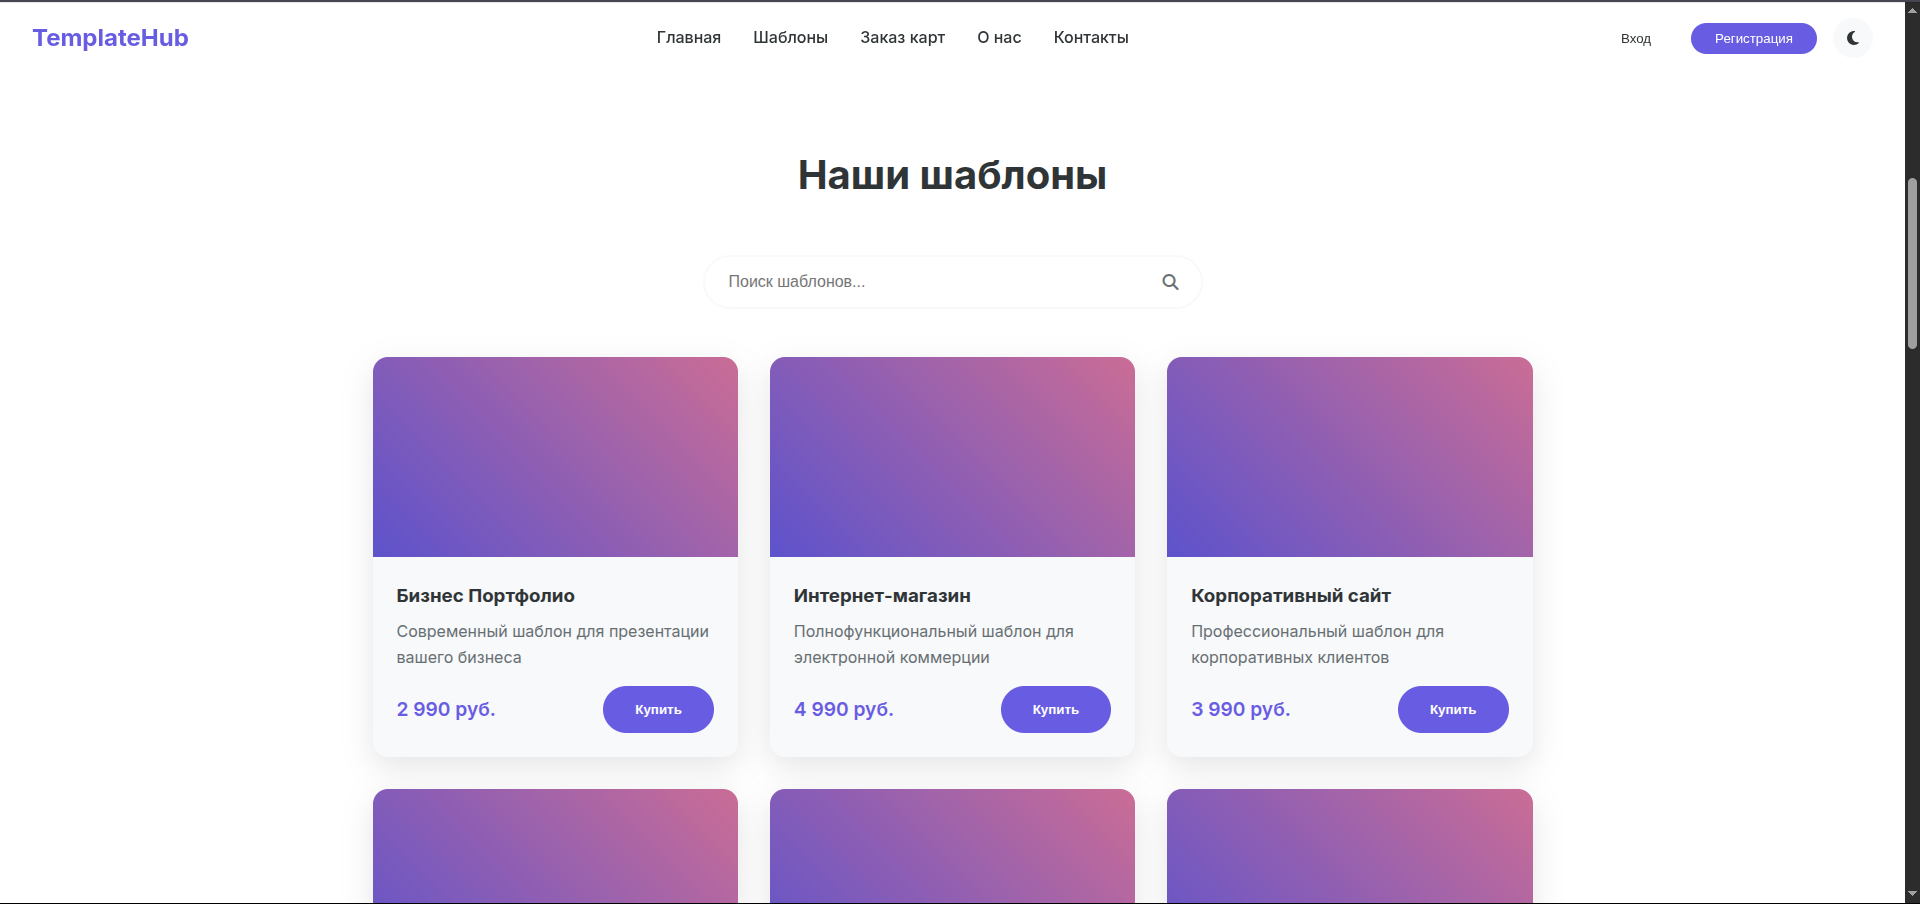 TemplateHub
Главная
Шаблоны
Заказ карт
О нас
Контакты
Вход
Регистрация
Наши шаблоны
Поиск шаблонов...
Бизнес Портфолио
Современный шаблон для презентации
вашего бизнеса
2 990 руб.
Купить
Интернет-магазин
Полнофункциональный шаблон для
электронной коммерции
4 990 руб.
Купить
Корпоративный сайт
Профессиональный шаблон для
корпоративных клиентов
3 990 руб.
Купить